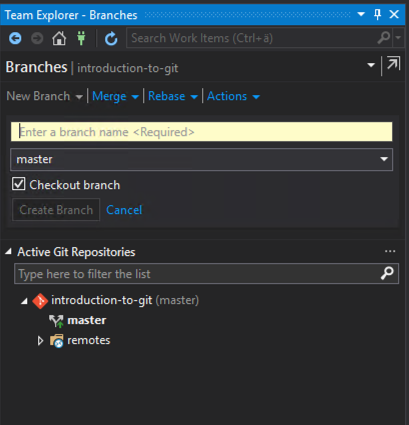 Team Explorer - Branches
Search Work Items (Ctrl+ä)
Branches | introduction-to-git
New Branch | Merge | Rebase | Actions
Enter a branch name <Required>
master
Checkout branch
Create Branch Cancel
Active Git Repositories
Type here to filter the list
introduction-to-git (master)
master
remotes